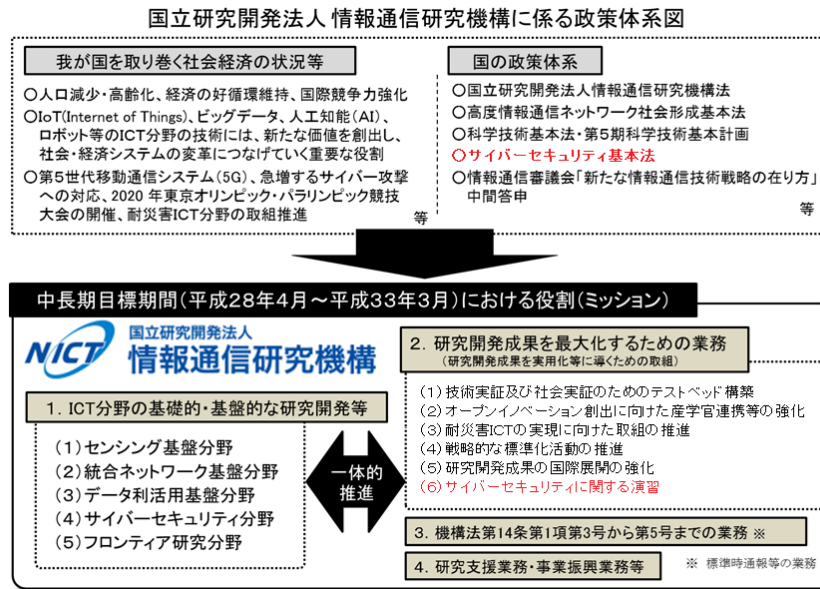 国立研究開発法人 情報通信研究機構に係る政策体系図
我が国を取り巻く社会経済の状況等
○人口減少・高齢化、経済の好循環維持、国際競争力強化
○IoT(Internet of Things)、ビッグデータ、人工知能(AI)、
ロボット等のICT分野の技術には、新たな価値を創出し、
社会・経済システムの変革につなげていく重要な役割
○第5世代移動通信システム(5G)、急増するサイバー攻撃
への対応、2020 年東京オリンピック・パラリンピック競技
大会の開催、耐災害ICT分野の取組推進
等
国の政策体系
○国立研究開発法人情報通信研究機構法
○高度情報通信ネットワーク社会形成基本法
○科学技術基本法・第5期科学技術基本計画
○サイバーセキュリティ基本法
○情報通信審議会「新たな情報通信技術戦略の在り方」
中間答申
等
中長期目標期間(平成28年4月~平成33年3月)における役割(ミッション)
NICT
国立研究開発法人
情報通信研究機構
1. ICT分野の基礎的・基盤的な研究開発等
(1)センシング基盤分野
(2)統合ネットワーク基盤分野
(3)データ利活用基盤分野
(4)サイバーセキュリティ分野
(5)フロンティア研究分野
一体的
推進
2. 研究開発成果を最大化するための業務
(研究開発成果を実用化等に導くための取組)
(1)技術実証及び社会実証のためのテストベッド構築
(2)オープンイノベーション創出に向けた産学官連携等の強化
(3)耐災害ICTの実現に向けた取組の推進
(4)戦略的な標準化活動の推進
(5)研究開発成果の国際展開の強化
(6)サイバーセキュリティに関する演習
3. 機構法第14条第1項第3号から第5号までの業務 ※
4. 研究支援業務・事業振興業務等
※ 標準時通報等の業務